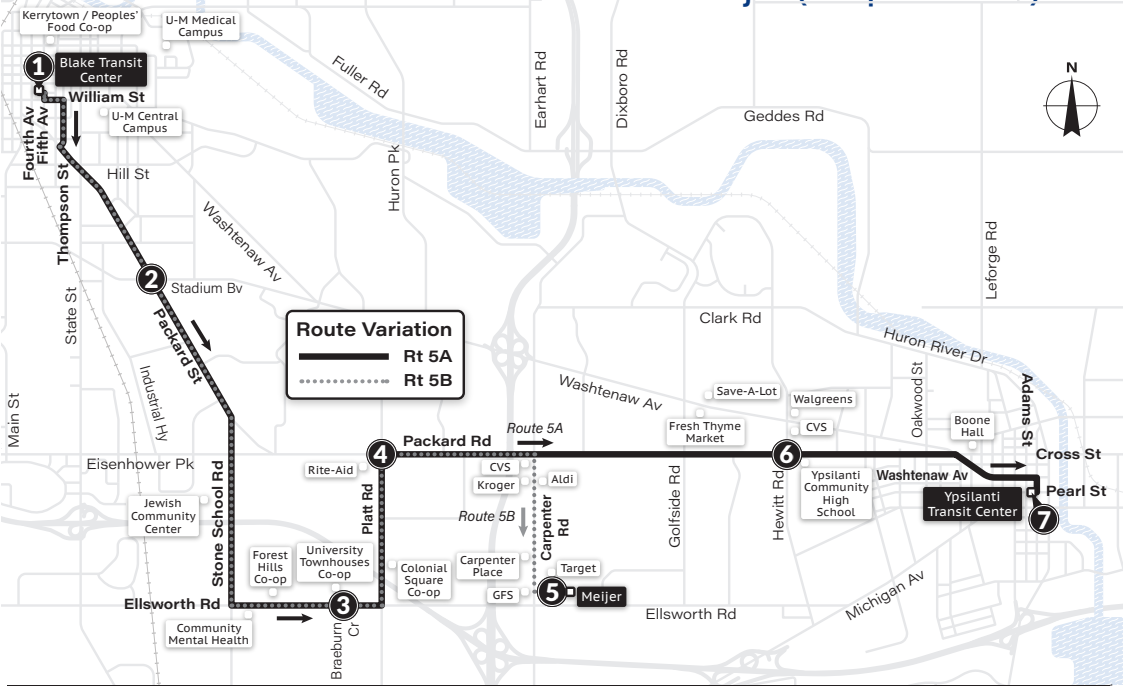 Kerrytown / Peoples'
Food Co-op
U-M Medical
Campus
1
Blake Transit
Center
William St
U-M Central
Campus
Fourth Av
Fifth Av
Thompson St
Hill St
Fuller Rd
Huron Pk
Earhart Rd
Dixboro Rd
Geddes Rd
N
Washtenaw Av
2
Stadium Bv
State St
Packard St
Industrial Hy
Main St
Route Variation
Rt 5A
Rt 5B
Clark Rd
Leforge Rd
Huron River Dr
Oakwood St
Adams St
Washtenaw Av
Save-A-Lot
Walgreens
Fresh Thyme
Market
CVS
Boone
Hall
Route 5A
Packard Rd
4
6
Cross St
Washtenaw Av
Pearl St
Ypsilanti
Transit Center
7
Eisenhower Pk
Rite-Aid
CVS
Kroger
Aldi
Ypsilanti
Community
High
School
Hewitt Rd
Golfside Rd
Jewish
Community
Center
Stone School Rd
Platt Rd
Route 5B
Carpenter
Rd
Forest
Hills
Co-op
University
Townhouses
Co-op
Colonial
Square
Co-op
Carpenter
Place
Target
GFS
5
Meijer
Ellsworth Rd
3
Ellsworth Rd
Michigan Av
Community
Mental Health
Braeburn
Cr